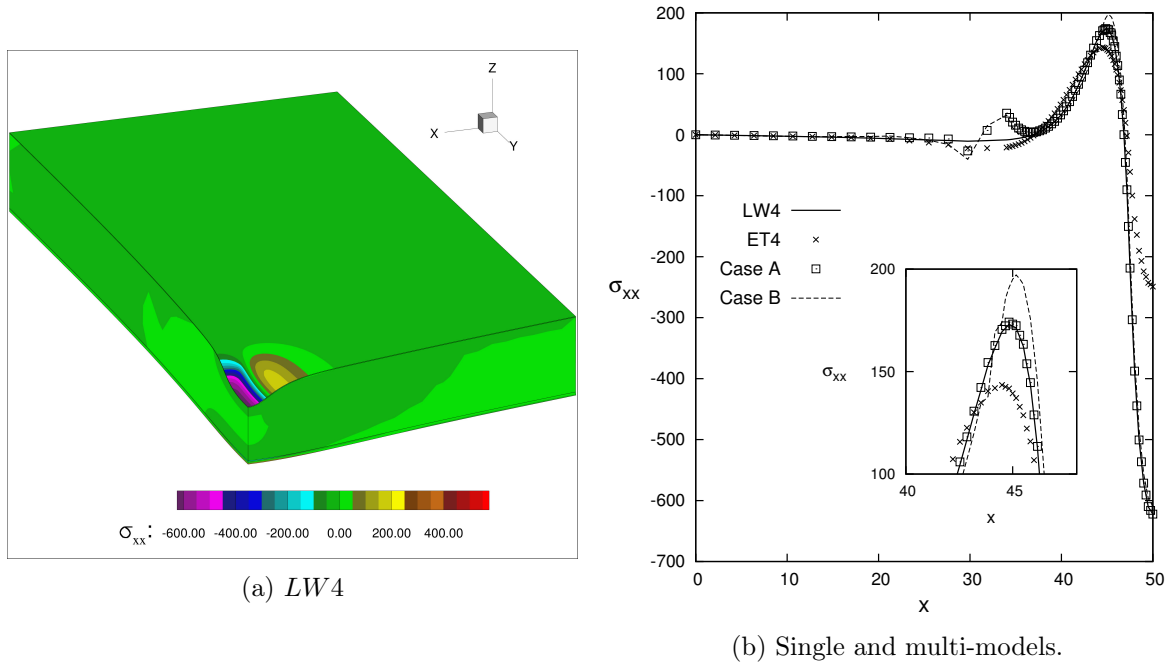 Z
X
Y
σxx: -600.00 -400.00 -200.00 0.00 200.00 400.00
(a) LW4
200
100
0
-100
-200
-300
-400
-500
-600
-700
σxx
LW4
ET4
Case A
Case B
200
150
100
σxx
40 45
x
0 10 20 30 40 50
x
(b) Single and multi-models.